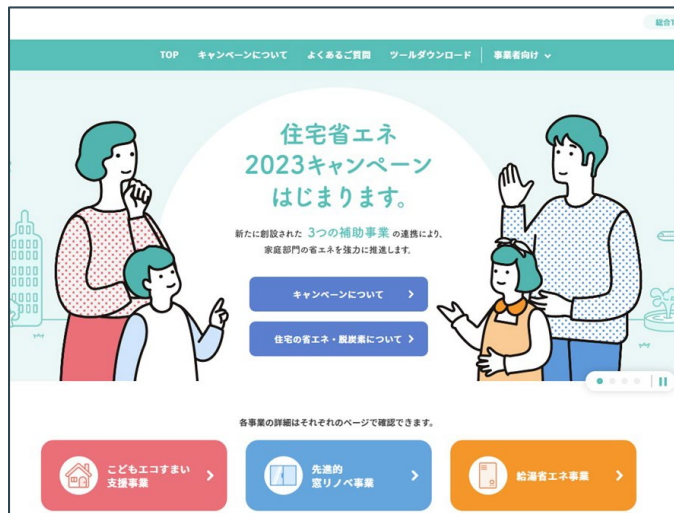 総合T
TOP キャンペーンについて よくあるご質問 ツールダウンロード 事業者向け
住宅省エネ
2023キャンペーン
はじまります。
新たに創設された 3つの補助事業 の連携により、
家庭部門の省エネを強力に推進します。
キャンペーンについて
住宅の省エネ・脱炭素について
各事業の詳細はそれぞれのページで確認できます。
こどもエコすまい
支援事業
先進的
窓リノベ事業
給湯省エネ事業